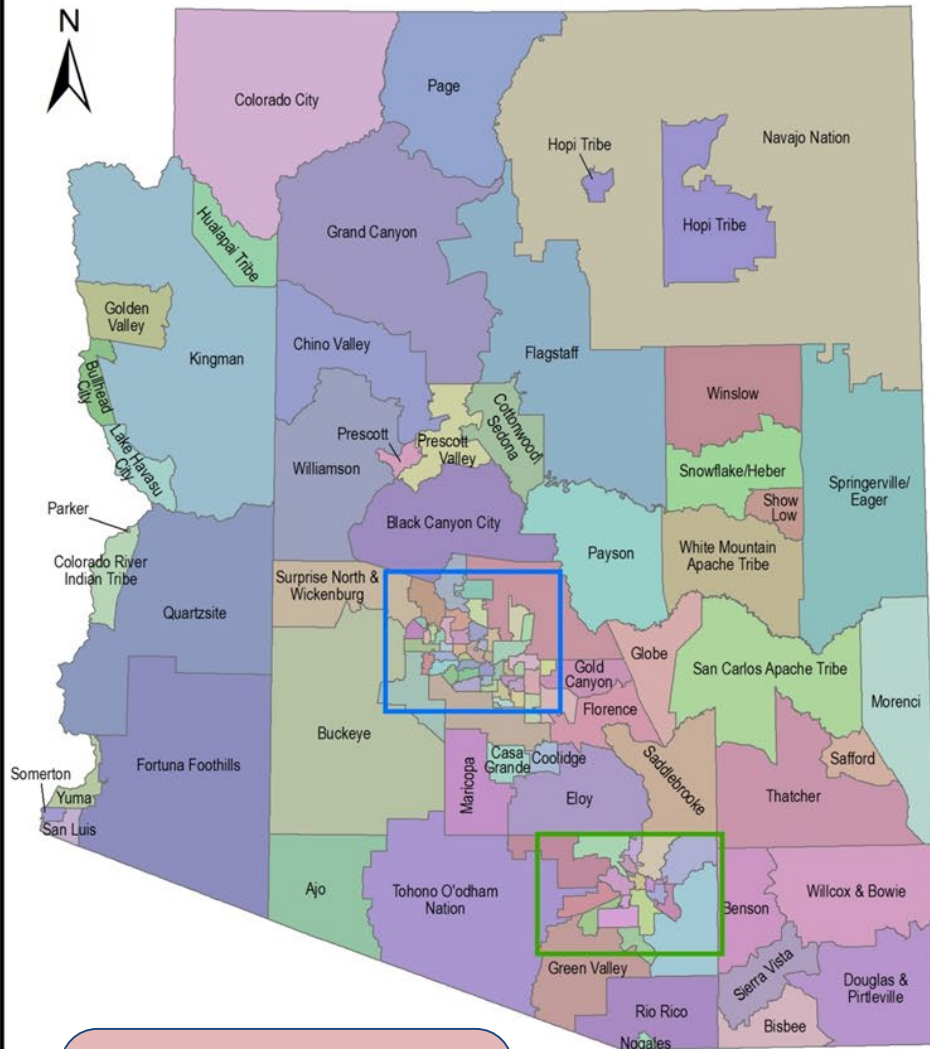 N
Colorado City
Page
Hopi Tribe
Navajo Nation
Hualapai Tribe
Grand Canyon
Hopi Tribe
Golden
Valley
Kingman
Chino Valley
Flagstaff
Bullhead
City
Winslow
Cottonwood/
Sedona
Prescott
Prescott
Valley
Lake Havasu
City
Williamson
Snowflake/Heber
Springerville/
Eager
Show
Low
Parker
Black Canyon City
Payson
White Mountain
Apache Tribe
Colorado River
Indian Tribe
Surprise North &
Wickenburg
Quartzsite
Globe
San Carlos Apache Tribe
Gold
Canyon
Morenci
Florence
Buckeye
Casa
Grande
Coolidge
Saddlebrooke
Safford
Fortuna Foothills
Maricopa
Somerton
Yuma
Eloy
Thatcher
San Luis
Ajo
Tohono O'odham
Nation
Benson
Willcox & Bowie
Green Valley
Sierra Vista
Douglas &
Pirtleville
Rio Rico
Bisbee
Nogales